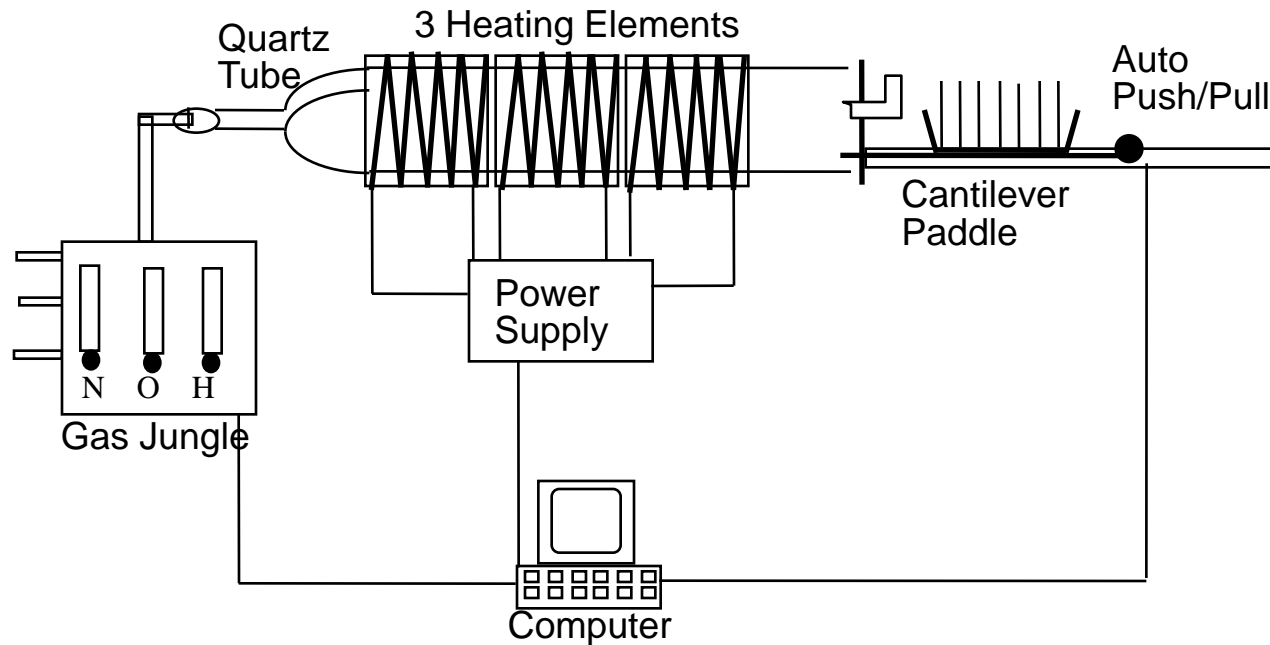 3 Heating Elements
Quartz
Tube
Auto
Push/Pull
Cantilever
Paddle
Power
Supply
N O H
Gas Jungle
Computer